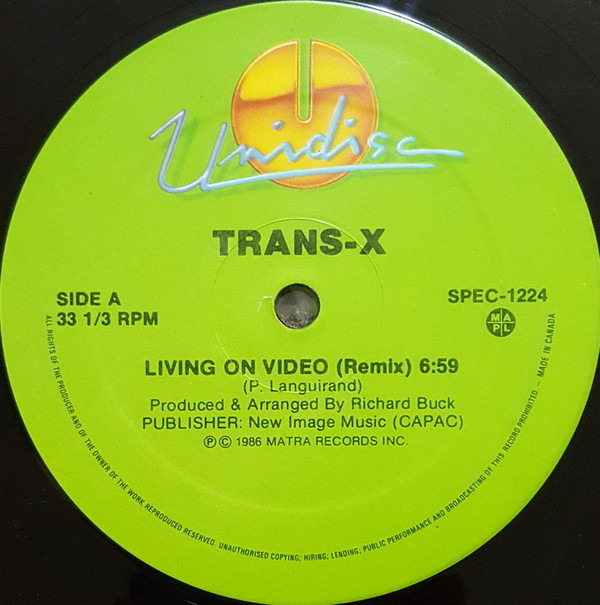 Unidisc
TRANS-X
SIDE A
33 1/3 RPM
SPEC-1224
MAPL
LIVING ON VIDEO (Remix) 6:59
(P. Languirand)
Produced & Arranged By Richard Buck
PUBLISHER: New Image Music (CAPAC)
℗© 1986 MATRA RECORDS INC.
ALL RIGHTS OF THE PRODUCER AND OF THE OWNER OF THE WORK REPRODUCED RESERVED. UNAUTHORISED COPYING; HIRING; LENDING; PUBLIC PERFORMANCE AND BROADCASTING OF THIS RECORD PROHIBITED. — MADE IN CANADA